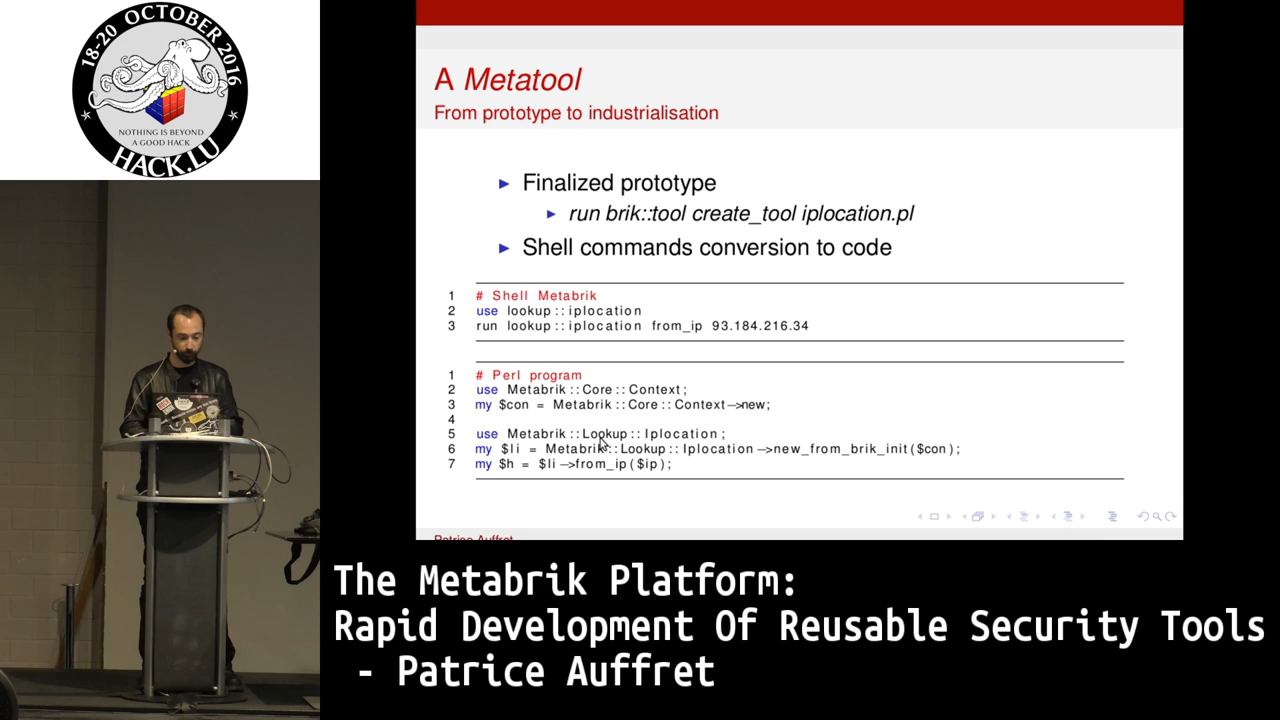 18-20 OCTOBER 2016
NOTHING IS BEYOND
A GOOD HACK
HACK.LU
A Metatool
From prototype to industrialisation
Finalized prototype
run brik::tool create_tool iplocation.pl
Shell commands conversion to code
1 # Shell Metabrik
2 use lookup::iplocation
3 run lookup::iplocation from_ip 93.184.216.34
1 # Perl program
2 use Metabrik::Core::Context;
3 my $con = Metabrik::Core::Context->new;
4
5 use Metabrik::Lookup::Iplocation;
6 my $li = Metabrik::Lookup::Iplocation->new_from_brik_init($con);
7 my $h = $li->from_ip($ip);
Patrice Auffret
The Metabrik Platform:
Rapid Development Of Reusable Security Tools
- Patrice Auffret